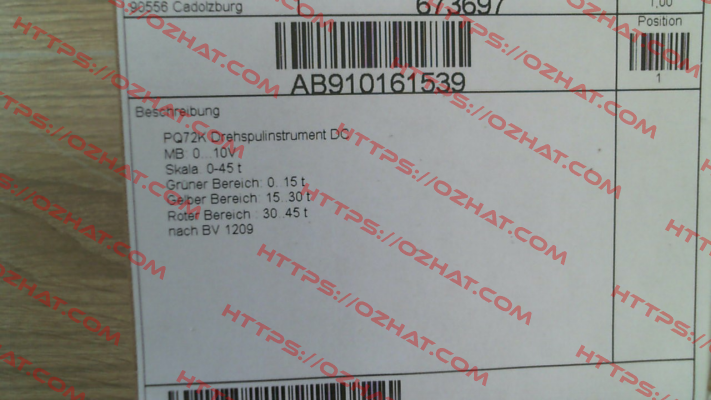 90556 Cadolzburg
673697
1,00
Position
AB910161539
1
Beschreibung
PQ72K Drehspulinstrument DC
MB: 0...10V
Skala: 0-45 t
Grüner Bereich: 0..15 t
Gelber Bereich: 15..30 t
Roter Bereich : 30..45 t
nach BV 1209
HTTPS://OZHAT.COM